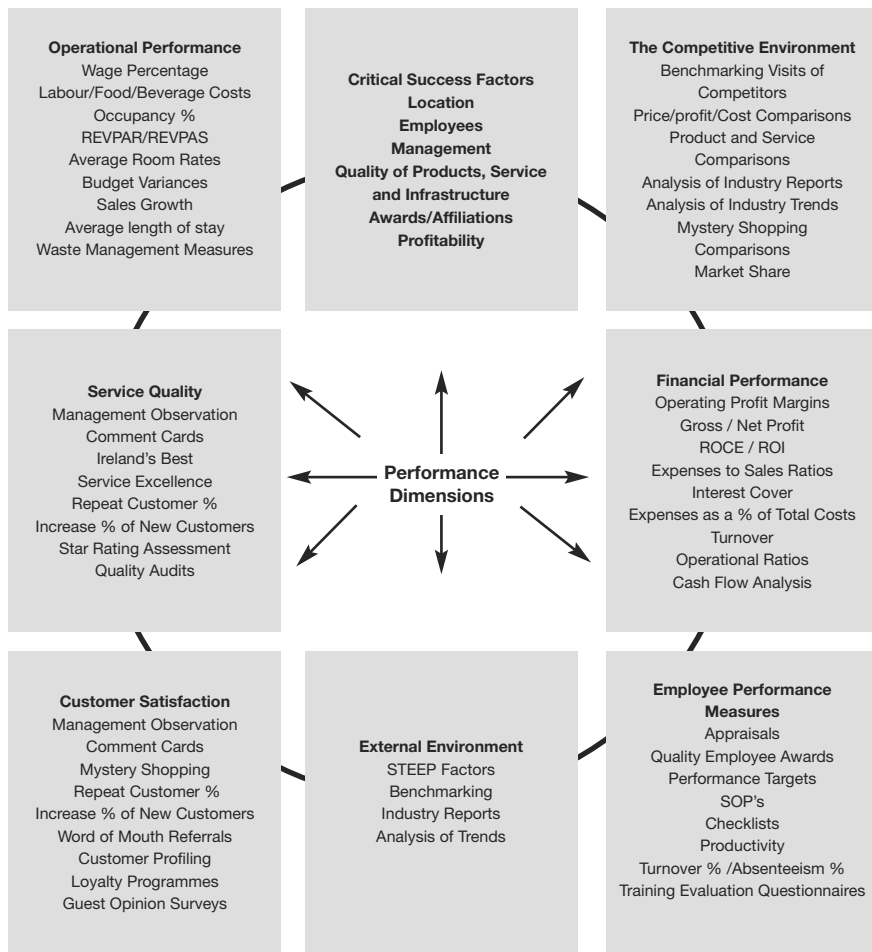 Operational Performance
Wage Percentage
Labour/Food/Beverage Costs
Occupancy %
REVPAR/REVPAS
Average Room Rates
Budget Variances
Sales Growth
Average length of stay
Waste Management Measures
Critical Success Factors
Location
Employees
Management
Quality of Products, Service
and Infrastructure
Awards/Affiliations
Profitability
The Competitive Environment
Benchmarking Visits of
Competitors
Price/profit/Cost Comparisons
Product and Service
Comparisons
Analysis of Industry Reports
Analysis of Industry Trends
Mystery Shopping
Comparisons
Market Share
Service Quality
Management Observation
Comment Cards
Ireland's Best
Service Excellence
Repeat Customer %
Increase % of New Customers
Star Rating Assessment
Quality Audits
Performance
Dimensions
Financial Performance
Operating Profit Margins
Gross / Net Profit
ROCE / ROI
Expenses to Sales Ratios
Interest Cover
Expenses as a % of Total Costs
Turnover
Operational Ratios
Cash Flow Analysis
Customer Satisfaction
Management Observation
Comment Cards
Mystery Shopping
Repeat Customer %
Increase % of New Customers
Word of Mouth Referrals
Customer Profiling
Loyalty Programmes
Guest Opinion Surveys
External Environment
STEEP Factors
Benchmarking
Industry Reports
Analysis of Trends
Employee Performance
Measures
Appraisals
Quality Employee Awards
Performance Targets
SOP's
Checklists
Productivity
Turnover % /Absenteeism %
Training Evaluation Questionnaires